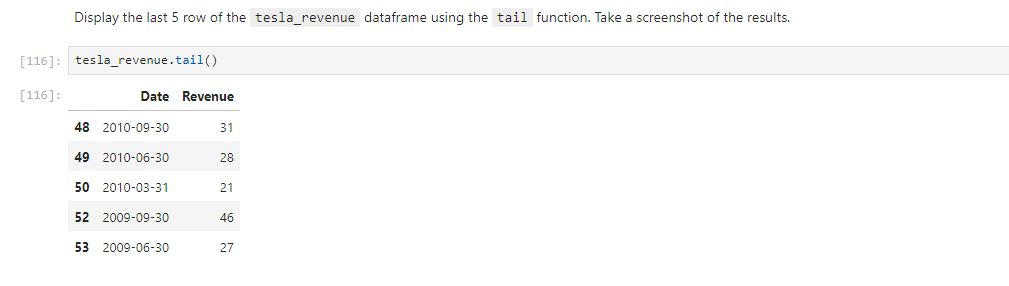 Display the last 5 row of the tesla_revenue dataframe using the tail function. Take a screenshot of the results.
[116]: tesla_revenue.tail()
[116]: Date Revenue
48 2010-09-30 31
49 2010-06-30 28
50 2010-03-31 21
52 2009-09-30 46
53 2009-06-30 27